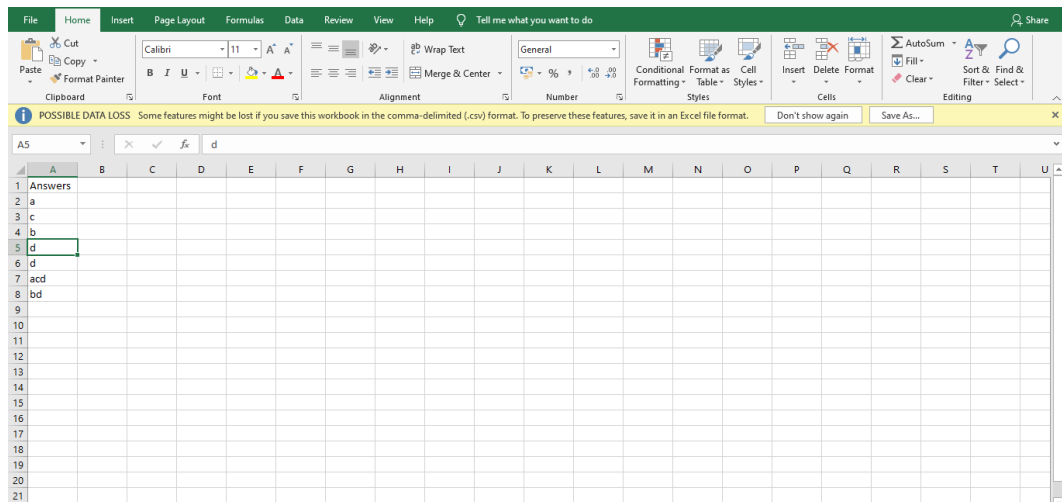 File Home Insert Page Layout Formulas Data Review View Help Tell me what you want to do Share
Cut
Copy
Format Painter
Paste
Clipboard
Calibri 11 A A
B I U A
Font
ab Wrap Text
Merge & Center
Alignment
General
% , .00 .00
Number
Conditional Formatting
Format as Table
Cell Styles
Styles
Insert Delete Format
Cells
AutoSum
Fill
Clear
Sort & Filter
Find & Select
Editing
POSSIBLE DATA LOSS Some features might be lost if you save this workbook in the comma-delimited (.csv) format. To preserve these features, save it in an Excel file format. Don't show again Save As...
A5 fx d
A B C D E F G H I J K L M N O P Q R S T U
1 Answers
2 a
3 c
4 b
5 d
6 d
7 acd
8 bd
9
10
11
12
13
14
15
16
17
18
19
20
21